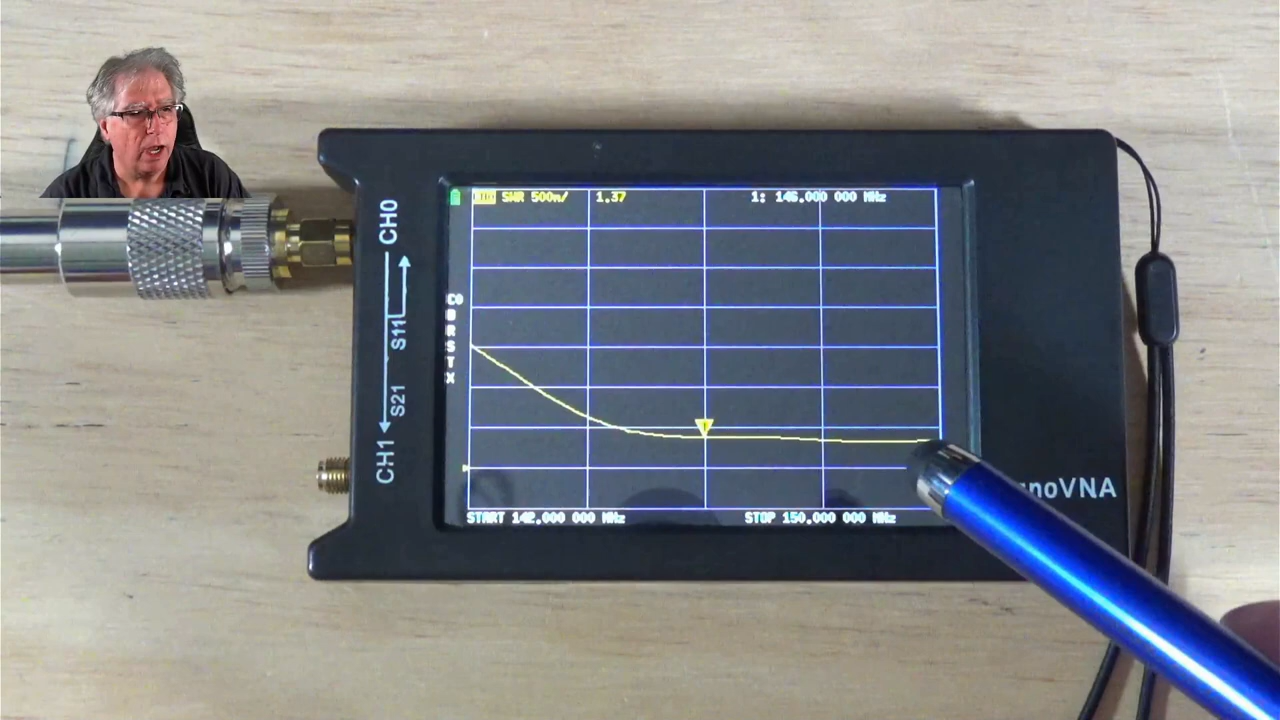 SWR 500m/ 1.37 1: 146.000 000 MHz
CH0
S11
S21
CH1
C0
D
R
S
T
X
noVNA
START 142.000 000 MHz STOP 150.000 000 MHz